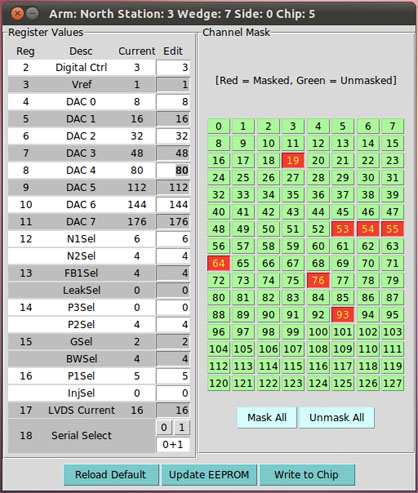 Arm: North Station: 3 Wedge: 7 Side: 0 Chip: 5
Register Values
Reg Desc Current Edit
2 Digital Ctrl 3 3
3 Vref 1 1
4 DAC 0 8 8
5 DAC 1 16 16
6 DAC 2 32 32
7 DAC 3 48 48
8 DAC 4 80 80
9 DAC 5 112 112
10 DAC 6 144 144
11 DAC 7 176 176
12 N1Sel 6 6
N2Sel 4 4
13 FB1Sel 4 4
LeakSel 0 0
14 P3Sel 0 0
P2Sel 4 4
15 GSel 2 2
BWSel 4 4
16 P1Sel 5 5
InjSel 0 0
17 LVDS Current 16 16
18 Serial Select 0 1
0+1
Channel Mask
[Red = Masked, Green = Unmasked]
0 1 2 3 4 5 6 7
8 9 10 11 12 13 14 15
16 17 18 19 20 21 22 23
24 25 26 27 28 29 30 31
32 33 34 35 36 37 38 39
40 41 42 43 44 45 46 47
48 49 50 51 52 53 54 55
56 57 58 59 60 61 62 63
64 65 66 67 68 69 70 71
72 73 74 75 76 77 78 79
80 81 82 83 84 85 86 87
88 89 90 91 92 93 94 95
96 97 98 99 100 101 102 103
104 105 106 107 108 109 110 111
112 113 114 115 116 117 118 119
120 121 122 123 124 125 126 127
Mask All Unmask All
Reload Default Update EEPROM Write to Chip